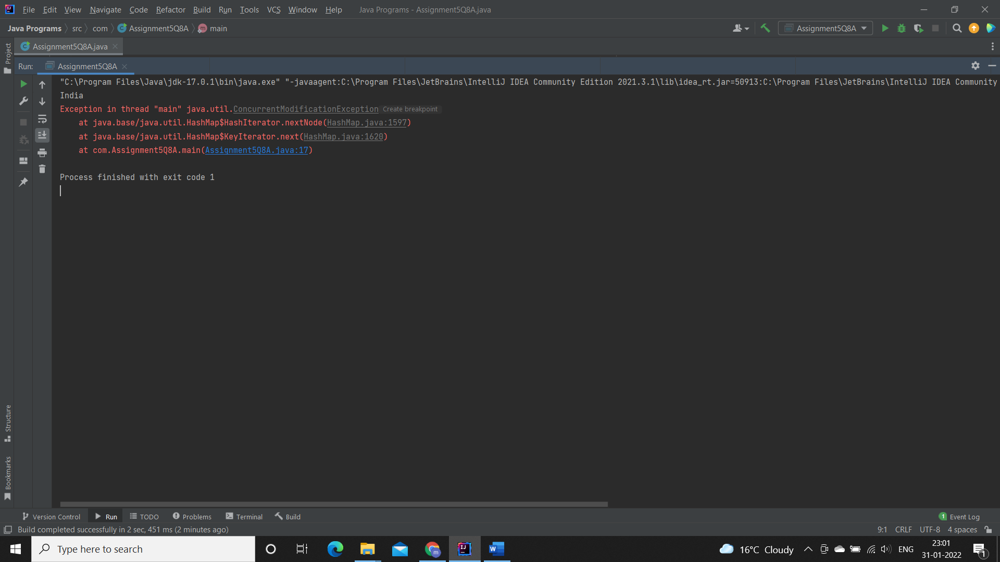 File Edit View Navigate Code Refactor Build Run Tools VCS Window Help Java Programs - Assignment5Q8A.java
Java Programs src com Assignment5Q8A main Assignment5Q8A
Project
Assignment5Q8A.java
Run: Assignment5Q8A
"C:\Program Files\Java\jdk-17.0.1\bin\java.exe" "-javaagent:C:\Program Files\JetBrains\IntelliJ IDEA Community Edition 2021.3.1\lib\idea_rt.jar=50913:C:\Program Files\JetBrains\IntelliJ IDEA Community
India
Exception in thread "main" java.util.ConcurrentModificationException Create breakpoint
at java.base/java.util.HashMap$HashIterator.nextNode(HashMap.java:1597)
at java.base/java.util.HashMap$KeyIterator.next(HashMap.java:1620)
at com.Assignment5Q8A.main(Assignment5Q8A.java:17)
Process finished with exit code 1
Structure
Bookmarks
Version Control Run TODO Problems Terminal Build 1 Event Log
Build completed successfully in 2 sec, 451 ms (2 minutes ago) 9:1 CRLF UTF-8 4 spaces
Type here to search 16°C Cloudy ENG 23:01
31-01-2022 1